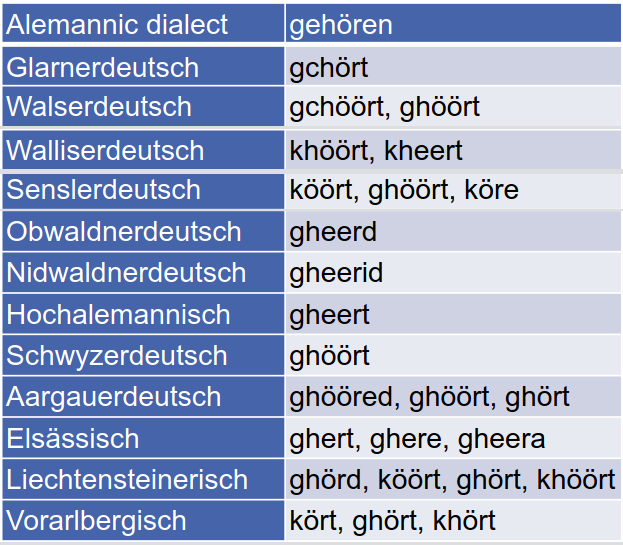 Alemannic dialect gehören
Glarnerdeutsch gchört
Walserdeutsch gchöört, ghöört
Walliserdeutsch khöört, kheert
Senslerdeutsch köört, ghöört, köre
Obwaldnerdeutsch gheerd
Nidwaldnerdeutsch gheerid
Hochalemannisch gheert
Schwyzerdeutsch ghöört
Aargauerdeutsch ghööred, ghöört, ghört
Elsässisch ghert, ghere, gheera
Liechtensteinerisch ghörd, köört, ghört, khöört
Vorarlbergisch kört, ghört, khört